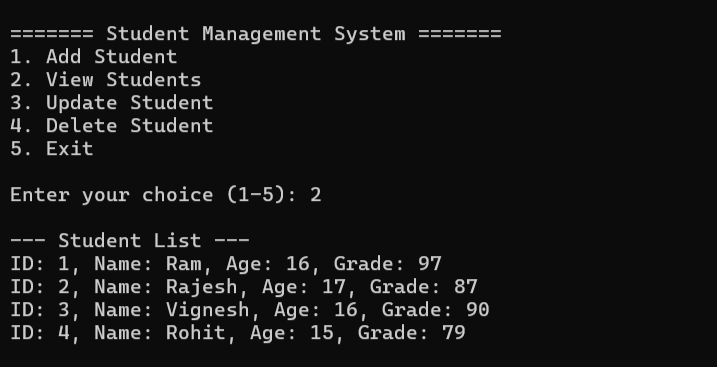 ======= Student Management System =======
1. Add Student
2. View Students
3. Update Student
4. Delete Student
5. Exit
Enter your choice (1-5): 2
--- Student List ---
ID: 1, Name: Ram, Age: 16, Grade: 97
ID: 2, Name: Rajesh, Age: 17, Grade: 87
ID: 3, Name: Vignesh, Age: 16, Grade: 90
ID: 4, Name: Rohit, Age: 15, Grade: 79